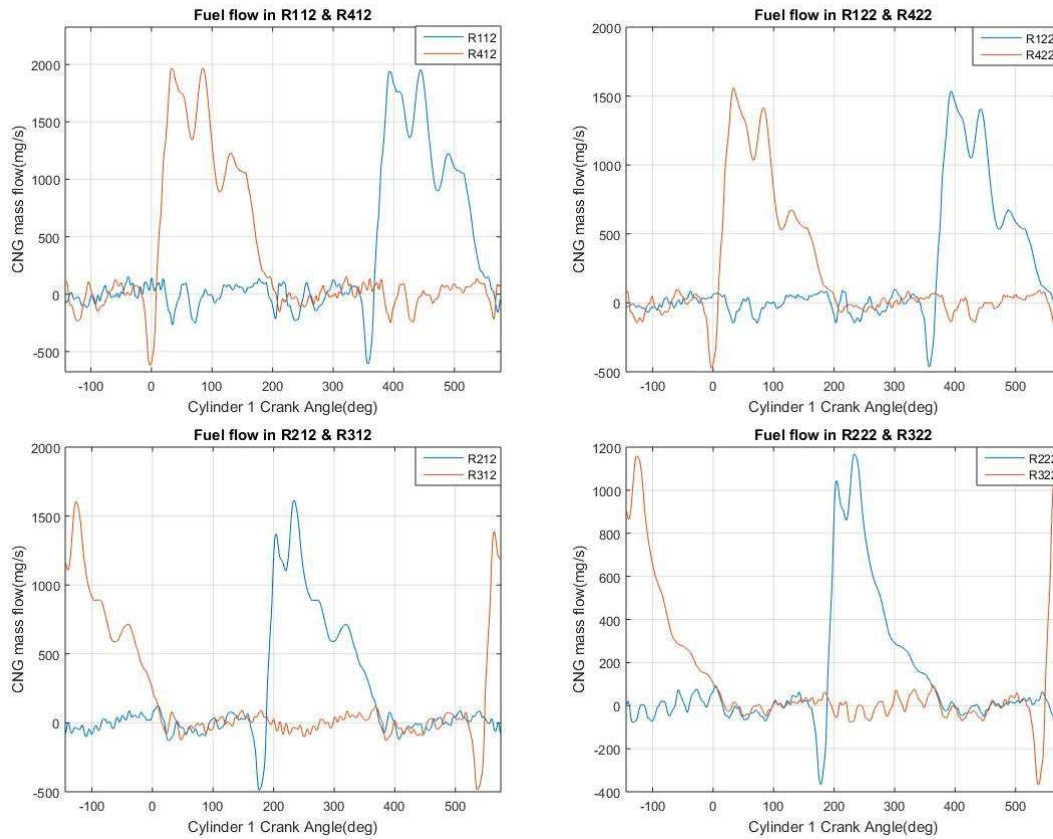 Fuel flow in R112 & R412
R112
R412
CNG mass flow(mg/s)
2000
1500
1000
500
0
-500
-100 0 100 200 300 400 500
Cylinder 1 Crank Angle(deg)
Fuel flow in R122 & R422
R122
R422
CNG mass flow(mg/s)
2000
1500
1000
500
0
-500
-100 0 100 200 300 400 500
Cylinder 1 Crank Angle(deg)
Fuel flow in R212 & R312
R212
R312
CNG mass flow(mg/s)
2000
1500
1000
500
0
-500
-100 0 100 200 300 400 500
Cylinder 1 Crank Angle(deg)
Fuel flow in R222 & R322
R222
R322
CNG mass flow(mg/s)
1200
1000
800
600
400
200
0
-200
-400
-100 0 100 200 300 400 500
Cylinder 1 Crank Angle(deg)